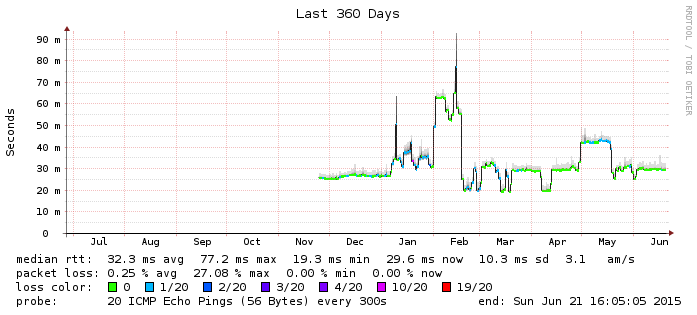 Last 360 Days
RRDTOOL / TOBI OETIKER
Seconds
90 m
80 m
70 m
60 m
50 m
40 m
30 m
20 m
10 m
0
Jul Aug Sep Oct Nov Dec Jan Feb Mar Apr May Jun
median rtt: 32.3 ms avg 77.2 ms max 19.3 ms min 29.6 ms now 10.3 ms sd 3.1 am/s
packet loss: 0.25 % avg 27.08 % max 0.00 % min 0.00 % now
loss color: 0 1/20 2/20 3/20 4/20 10/20 19/20
probe: 20 ICMP Echo Pings (56 Bytes) every 300s end: Sun Jun 21 16:05:05 2015